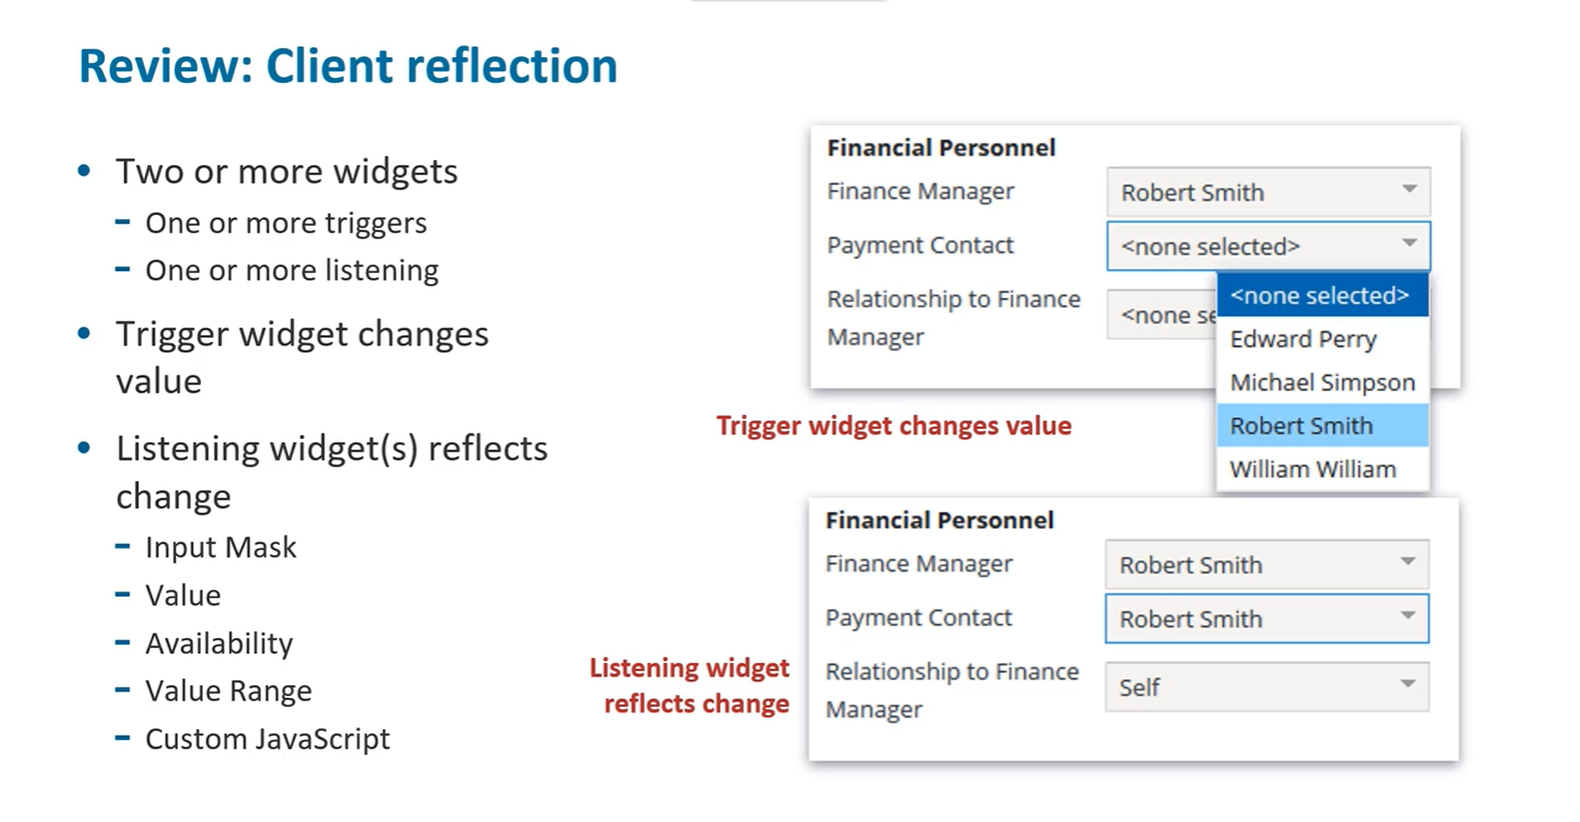 Review: Client reflection
• Two or more widgets
– One or more triggers
– One or more listening
• Trigger widget changes
value
• Listening widget(s) reflects
change
– Input Mask
– Value
– Availability
– Value Range
– Custom JavaScript
Financial Personnel
Finance Manager Robert Smith
Payment Contact <none selected>
Relationship to Finance
Manager
<none se
<none selected>
Edward Perry
Michael Simpson
Robert Smith
William William
Trigger widget changes value
Financial Personnel
Finance Manager Robert Smith
Payment Contact Robert Smith
Relationship to Finance
Manager
Self
Listening widget
reflects change